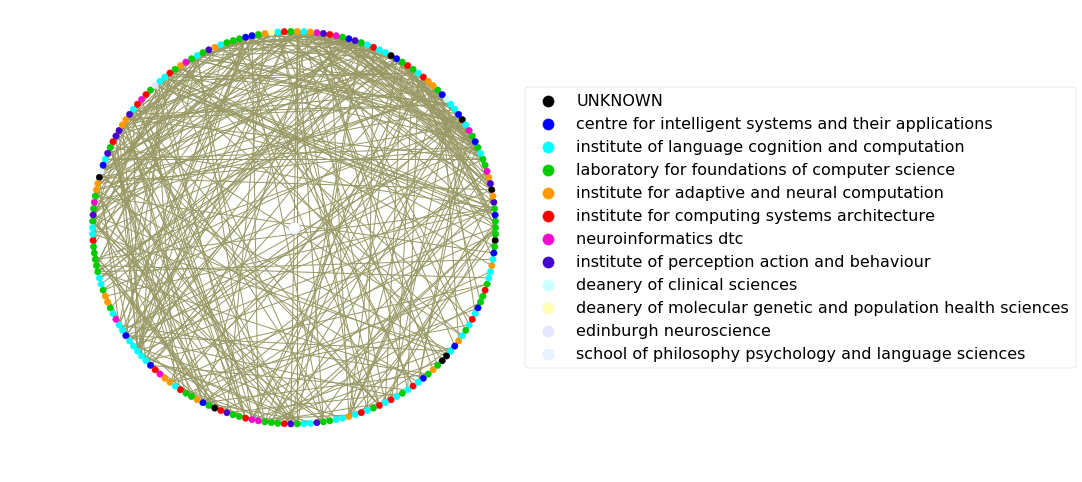 UNKNOWN
centre for intelligent systems and their applications
institute of language cognition and computation
laboratory for foundations of computer science
institute for adaptive and neural computation
institute for computing systems architecture
neuroinformatics dtc
institute of perception action and behaviour
deanery of clinical sciences
deanery of molecular genetic and population health sciences
edinburgh neuroscience
school of philosophy psychology and language sciences